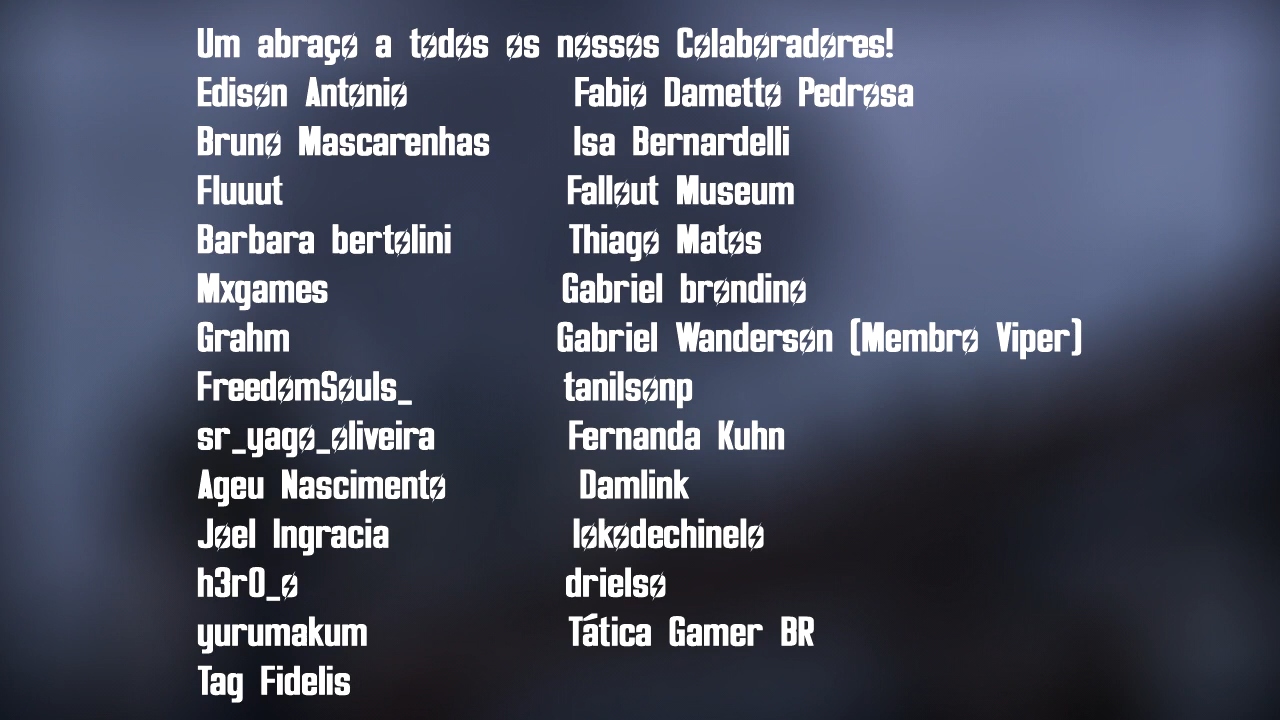 Um abraço a todos os nossos Colaboradores!
Edison Antonio Fabio Dametto Pedrosa
Bruno Mascarenhas Isa Bernardelli
Fluuut Fallout Museum
Barbara bertolini Thiago Matos
Mxgames Gabriel brondino
Grahm Gabriel Wanderson (Membro Viper)
FreedomSouls_ tanilsonp
sr_yago_oliveira Fernanda Kuhn
Ageu Nascimento Damlink
Joel Ingracia lokodechinelo
h3r0_o drielso
yurumakum Tática Gamer BR
Tag Fidelis